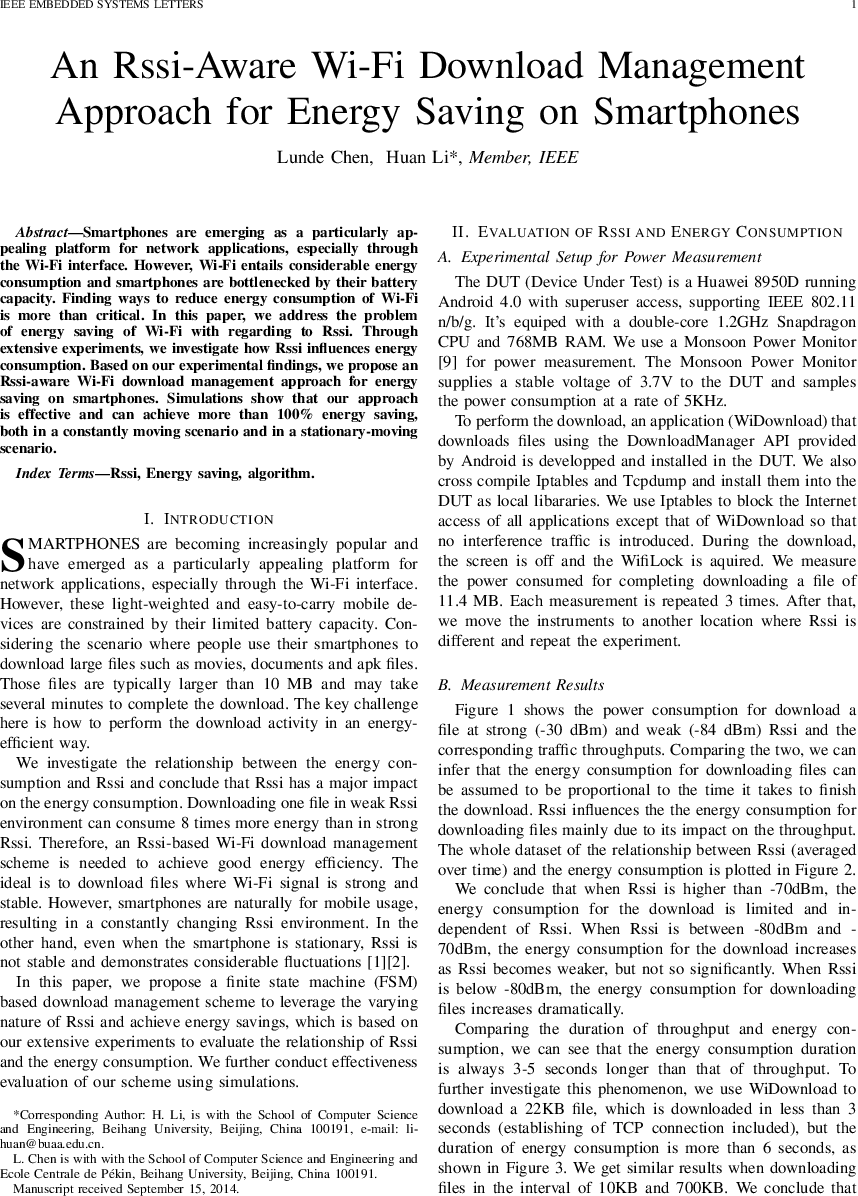 IEEE EMBEDDED SYSTEMS LETTERS 1
An Rssi-Aware Wi-Fi Download Management
Approach for Energy Saving on Smartphones
Lunde Chen, Huan Li*, Member, IEEE
Abstract—Smartphones are emerging as a particularly ap-
pealing platform for network applications, especially through
the Wi-Fi interface. However, Wi-Fi entails considerable energy
consumption and smartphones are bottlenecked by their battery
capacity. Finding ways to reduce energy consumption of Wi-Fi
is more than critical. In this paper, we address the problem
of energy saving of Wi-Fi with regarding to Rssi. Through
extensive experiments, we investigate how Rssi influences energy
consumption. Based on our experimental findings, we propose an
Rssi-aware Wi-Fi download management approach for energy
saving on smartphones. Simulations show that our approach
is effective and can achieve more than 100% energy saving,
both in a constantly moving scenario and in a stationary-moving
scenario.
Index Terms—Rssi, Energy saving, algorithm.
I. INTRODUCTION
SMARTPHONES are becoming increasingly popular and
have emerged as a particularly appealing platform for
network applications, especially through the Wi-Fi interface.
However, these light-weighted and easy-to-carry mobile de-
vices are constrained by their limited battery capacity. Con-
sidering the scenario where people use their smartphones to
download large files such as movies, documents and apk files.
Those files are typically larger than 10 MB and may take
several minutes to complete the download. The key challenge
here is how to perform the download activity in an energy-
efficient way.
We investigate the relationship between the energy con-
sumption and Rssi and conclude that Rssi has a major impact
on the energy consumption. Downloading one file in weak Rssi
environment can consume 8 times more energy than in strong
Rssi. Therefore, an Rssi-based Wi-Fi download management
scheme is needed to achieve good energy efficiency. The
ideal is to download files where Wi-Fi signal is strong and
stable. However, smartphones are naturally for mobile usage,
resulting in a constantly changing Rssi environment. In the
other hand, even when the smartphone is stationary, Rssi is
not stable and demonstrates considerable fluctuations [1][2].
In this paper, we propose a finite state machine (FSM)
based download management scheme to leverage the varying
nature of Rssi and achieve energy savings, which is based on
our extensive experiments to evaluate the relationship of Rssi
and the energy consumption. We further conduct effectiveness
evaluation of our scheme using simulations.
*Corresponding Author: H. Li, is with the School of Computer Science
and Engineering, Beihang University, Beijing, China 100191, e-mail: li-
huan@buaa.edu.cn.
L. Chen is with with the School of Computer Science and Engineering and
Ecole Centrale de Pékin, Beihang University, Beijing, China 100191.
Manuscript received September 15, 2014.
II. EVALUATION OF RSSI AND ENERGY CONSUMPTION
A. Experimental Setup for Power Measurement
The DUT (Device Under Test) is a Huawei 8950D running
Android 4.0 with superuser access, supporting IEEE 802.11
n/b/g. It's equiped with a double-core 1.2GHz Snapdragon
CPU and 768MB RAM. We use a Monsoon Power Monitor
[9] for power measurement. The Monsoon Power Monitor
supplies a stable voltage of 3.7V to the DUT and samples
the power consumption at a rate of 5KHz.
To perform the download, an application (WiDownload) that
downloads files using the DownloadManager API provided
by Android is developped and installed in the DUT. We also
cross compile Iptables and Tcpdump and install them into the
DUT as local libararies. We use Iptables to block the Internet
access of all applications except that of WiDownload so that
no interference traffic is introduced. During the download,
the screen is off and the WifiLock is aquired. We measure
the power consumed for completing downloading a file of
11.4 MB. Each measurement is repeated 3 times. After that,
we move the instruments to another location where Rssi is
different and repeat the experiment.
B. Measurement Results
Figure 1 shows the power consumption for download a
file at strong (-30 dBm) and weak (-84 dBm) Rssi and the
corresponding traffic throughputs. Comparing the two, we can
infer that the energy consumption for downloading files can
be assumed to be proportional to the time it takes to finish
the download. Rssi influences the the energy consumption for
downloading files mainly due to its impact on the throughput.
The whole dataset of the relationship between Rssi (averaged
over time) and the energy consumption is plotted in Figure 2.
We conclude that when Rssi is higher than -70dBm, the
energy consumption for the download is limited and in-
dependent of Rssi. When Rssi is between -80dBm and -
70dBm, the energy consumption for the download increases
as Rssi becomes weaker, but not so significantly. When Rssi
is below -80dBm, the energy consumption for downloading
files increases dramatically.
Comparing the duration of throughput and energy con-
sumption, we can see that the energy consumption duration
is always 3-5 seconds longer than that of throughput. To
further investigate this phenomenon, we use WiDownload to
download a 22KB file, which is downloaded in less than 3
seconds (establishing of TCP connection included), but the
duration of energy consumption is more than 6 seconds, as
shown in Figure 3. We get similar results when downloading
files in the interval of 10KB and 700KB. We conclude that